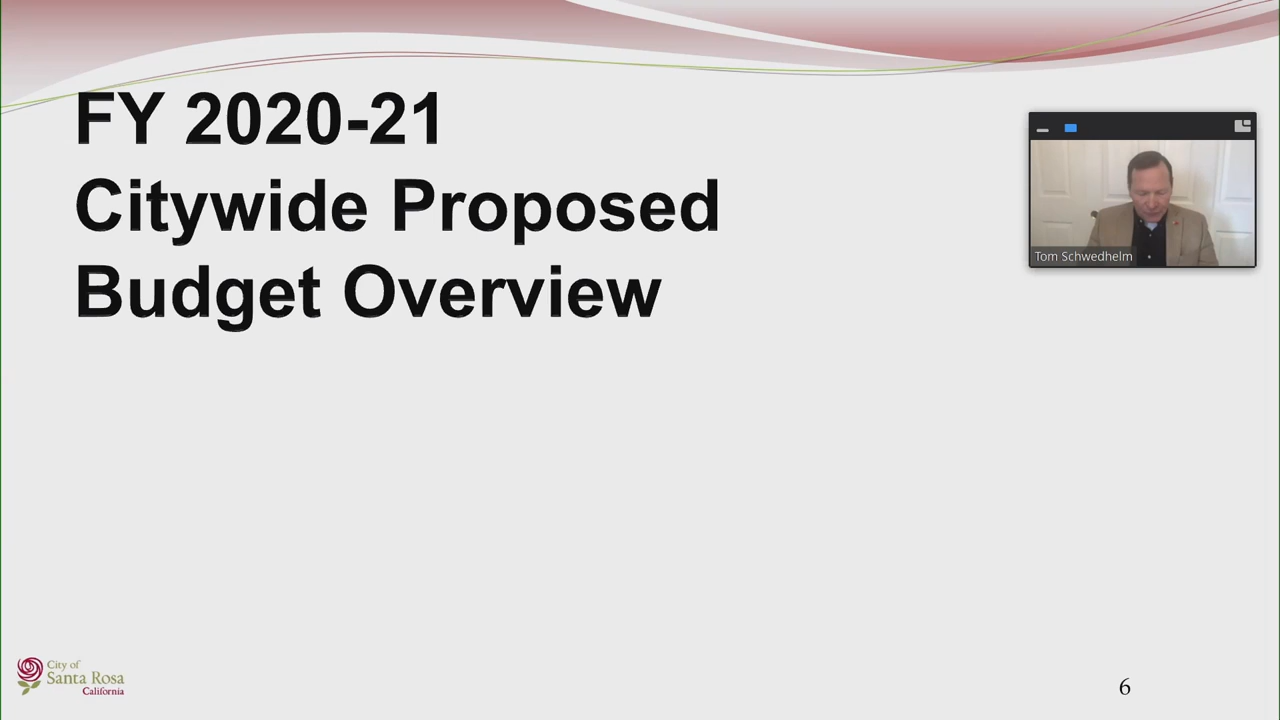 FY 2020-21
Citywide Proposed
Budget Overview
Tom Schwedhelm
City of
Santa Rosa
California
6